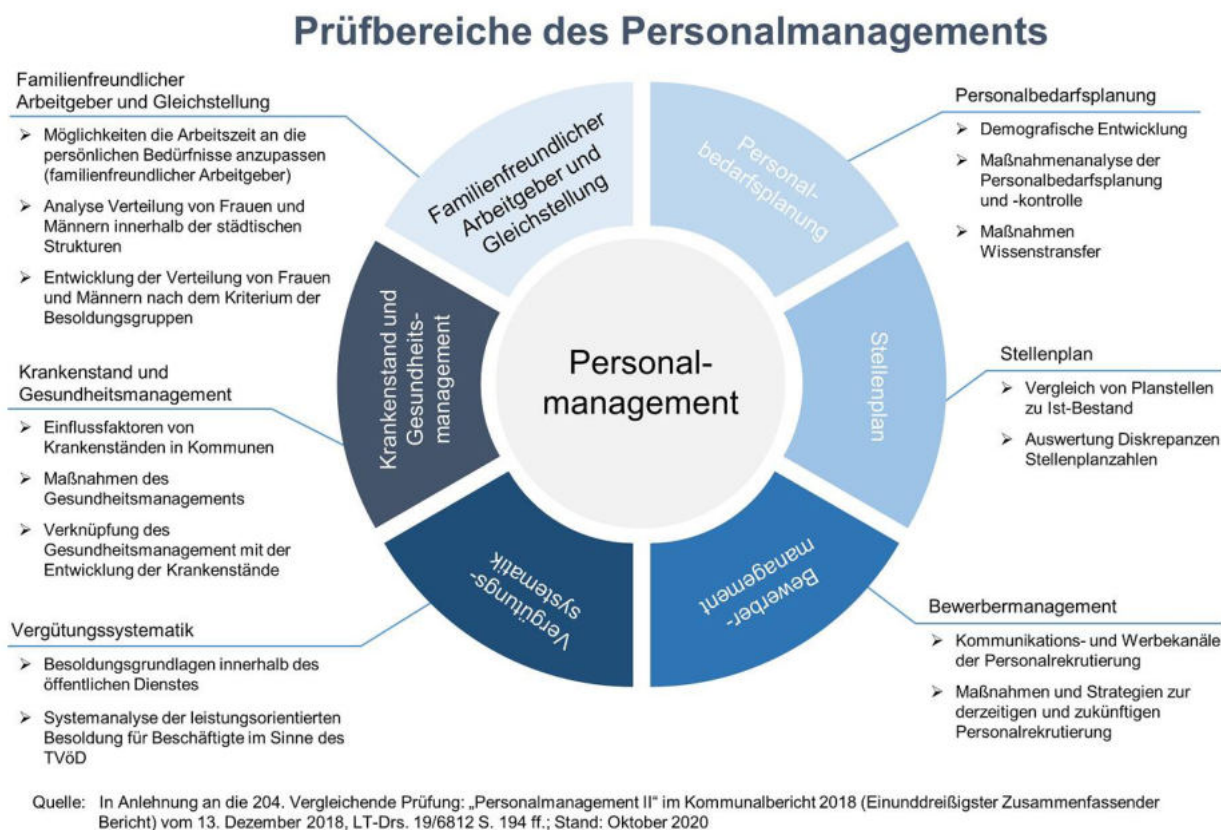 Prüfbereiche des Personalmanagements
Familienfreundlicher
Arbeitgeber und Gleichstellung
➢ Möglichkeiten die Arbeitszeit an die
persönlichen Bedürfnisse anzupassen
(familienfreundlicher Arbeitgeber)
➢ Analyse Verteilung von Frauen und
Männern innerhalb der städtischen
Strukturen
➢ Entwicklung der Verteilung von Frauen
und Männern nach dem Kriterium der
Besoldungsgruppen
Krankenstand und
Gesundheitsmanagement
➢ Einflussfaktoren von
Krankenständen in Kommunen
➢ Maßnahmen des
Gesundheitsmanagements
➢ Verknüpfung des
Gesundheitsmanagement mit der
Entwicklung der Krankenstände
Vergütungssystematik
➢ Besoldungsgrundlagen innerhalb des
öffentlichen Dienstes
➢ Systemanalyse der leistungsorientierten
Besoldung für Beschäftigte im Sinne des
TVöD
Familienfreundlicher
Arbeitgeber und
Gleichstellung
Personal-
bedarfsplanung
Stellenplan
Bewerber-
management
Vergütungs-
systematik
Krankenstand und
Gesundheits-
management
Personal-
management
Personalbedarfsplanung
➢ Demografische Entwicklung
➢ Maßnahmenanalyse der
Personalbedarfsplanung
und -kontrolle
➢ Maßnahmen
Wissenstransfer
Stellenplan
➢ Vergleich von Planstellen
zu Ist-Bestand
➢ Auswertung Diskrepanzen
Stellenplanzahlen
Bewerbermanagement
➢ Kommunikations- und Werbekanäle
der Personalrekrutierung
➢ Maßnahmen und Strategien zur
derzeitigen und zukünftigen
Personalrekrutierung
Quelle: In Anlehnung an die 204. Vergleichende Prüfung: „Personalmanagement II“ im Kommunalbericht 2018 (Einunddreißigster Zusammenfassender
Bericht) vom 13. Dezember 2018, LT-Drs. 19/6812 S. 194 ff.; Stand: Oktober 2020